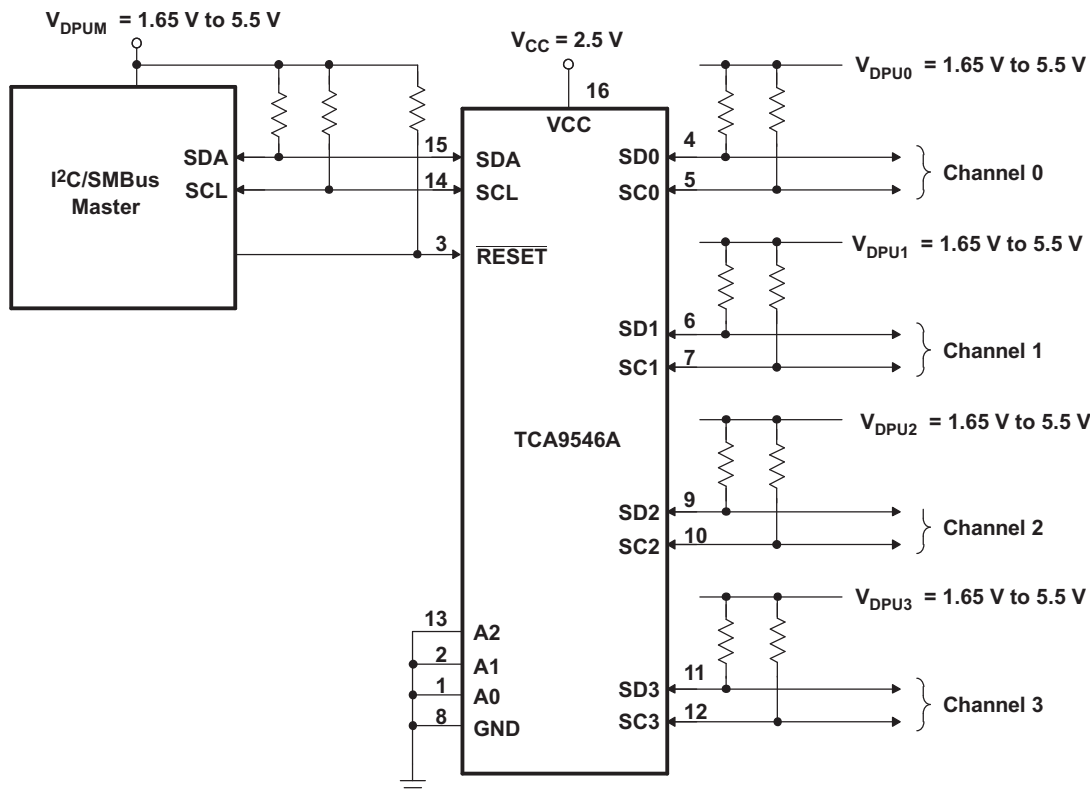 V_DPUM = 1.65 V to 5.5 V
V_CC = 2.5 V
16
VCC
I²C/SMBus
Master
SDA
SCL
15
14
3
SDA
SCL
RESET
TCA9546A
13
2
1
8
A2
A1
A0
GND
V_DPU0 = 1.65 V to 5.5 V
SD0
4
SC0
5
Channel 0
V_DPU1 = 1.65 V to 5.5 V
SD1
6
SC1
7
Channel 1
V_DPU2 = 1.65 V to 5.5 V
SD2
9
SC2
10
Channel 2
V_DPU3 = 1.65 V to 5.5 V
SD3
11
SC3
12
Channel 3